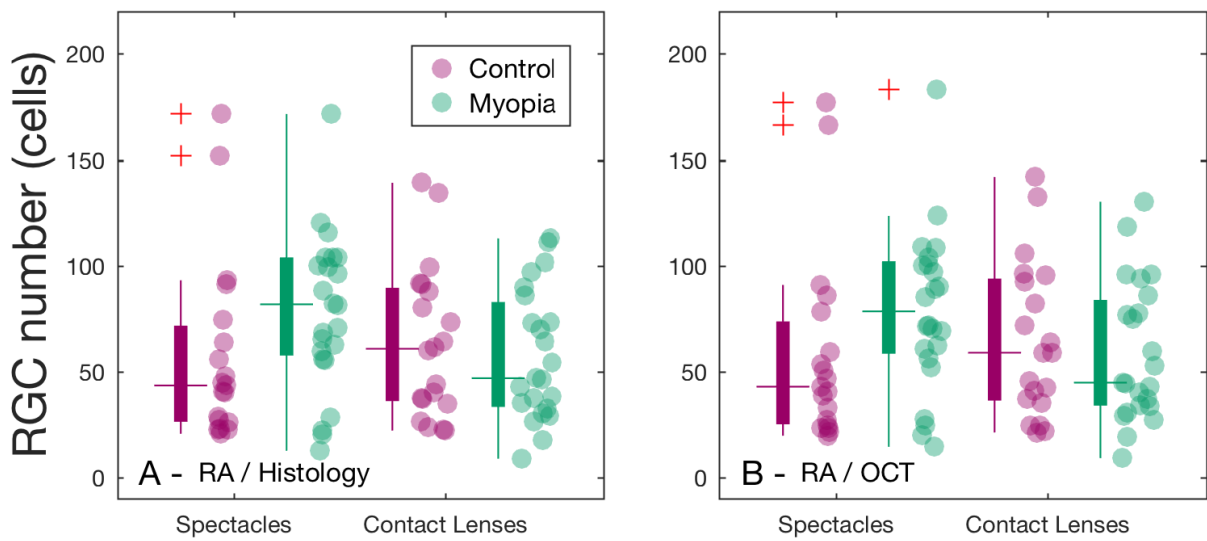 RGC number (cells)
200
150
100
50
0
Control
Myopia
A - RA / Histology
Spectacles
Contact Lenses
200
150
100
50
0
B - RA / OCT
Spectacles
Contact Lenses